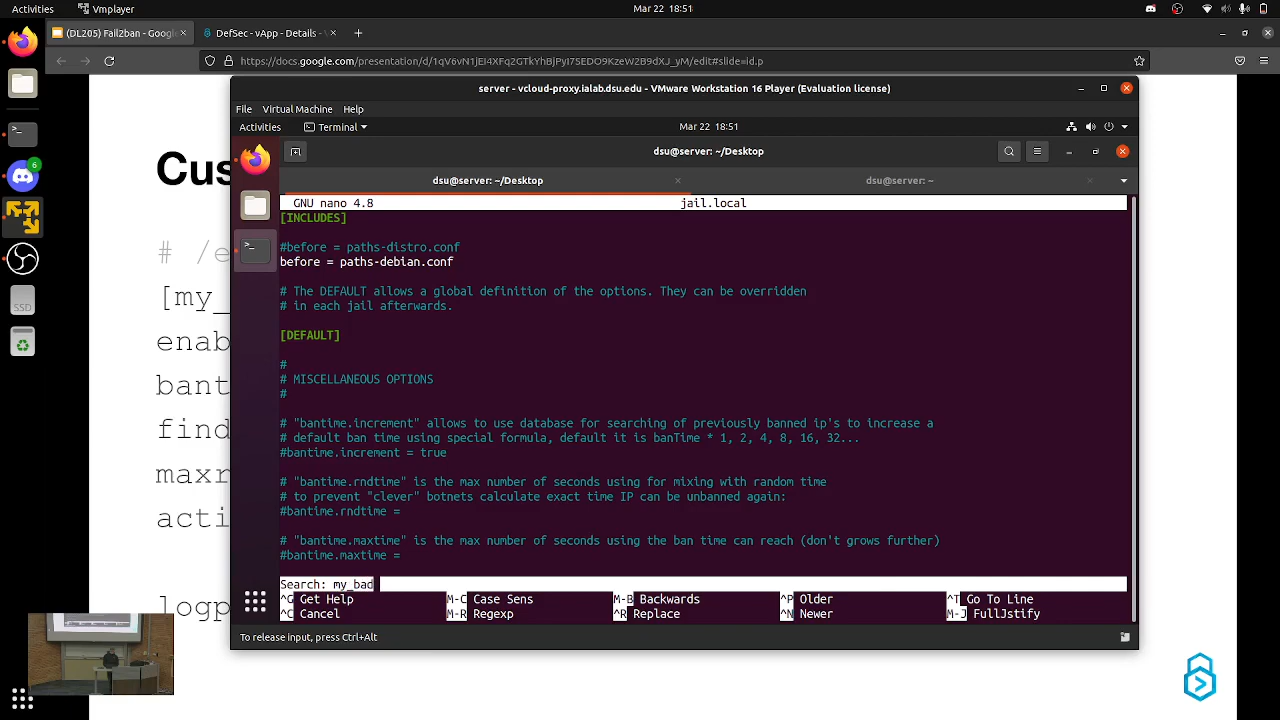 Activities
Vmplayer
Mar 22 18:51
(DL205) Fail2ban - Google
DefSec - vApp - Details -
https://docs.google.com/presentation/d/1qV6vN1jEI4XFq2GTkYhBjPyI7SEDO9KzeW2B9dXJ_yM/edit#slide=id.p
server - vcloud-proxy.ialab.dsu.edu - VMware Workstation 16 Player (Evaluation license)
File Virtual Machine Help
Activities
Terminal
Mar 22 18:51
dsu@server: ~/Desktop
dsu@server: ~/Desktop
dsu@server: ~
GNU nano 4.8
jail.local
[INCLUDES]
#before = paths-distro.conf
before = paths-debian.conf
# The DEFAULT allows a global definition of the options. They can be overridden
# in each jail afterwards.
[DEFAULT]
#
# MISCELLANEOUS OPTIONS
#
# "bantime.increment" allows to use database for searching of previously banned ip's to increase a
# default ban time using special formula, default it is banTime * 1, 2, 4, 8, 16, 32...
#bantime.increment = true
# "bantime.rndtime" is the max number of seconds using for mixing with random time
# to prevent "clever" botnets calculate exact time IP can be unbanned again:
#bantime.rndtime =
# "bantime.maxtime" is the max number of seconds using the ban time can reach (don't grows further)
#bantime.maxtime =
Search: my_bad
^G Get Help M-C Case Sens M-B Backwards ^P Older ^T Go To Line
^C Cancel M-R Regexp ^R Replace ^N Newer M-J FullJstify
To release input, press Ctrl+Alt
Cus
# /e
[my_
enab
bant
find
maxr
acti
logp
6
SSD